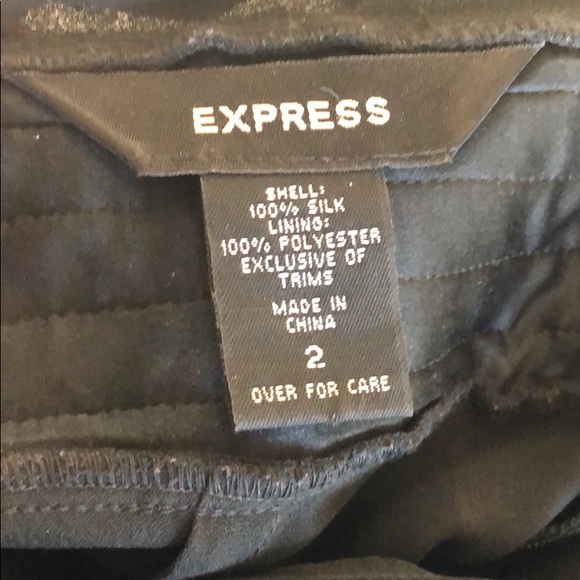 EXPRESS
SHELL:
100% SILK
LINING:
100% POLYESTER
EXCLUSIVE OF
TRIMS
MADE IN
CHINA
2
OVER FOR CARE